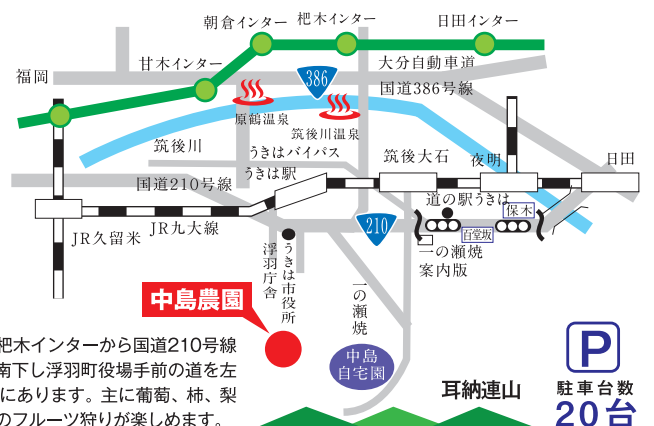 朝倉インター
杷木インター
日田インター
甘木インター
大分自動車道
福岡
386
国道386号線
原鶴温泉
筑後川温泉
筑後川
うきはバイパス
筑後大石
夜明
日田
うきは駅
国道210号線
道の駅うきは
保木
JR久留米
JR九大線
210
百堂坂
一の瀬焼
案内版
浮羽庁舎
うきは市役所
一の瀬焼
中島農園
中島
自宅園
杷木インターから国道210号線
南下し浮羽町役場手前の道を左
にあります。主に葡萄、柿、梨
のフルーツ狩りが楽しめます。
耳納連山
P
駐車台数
20台